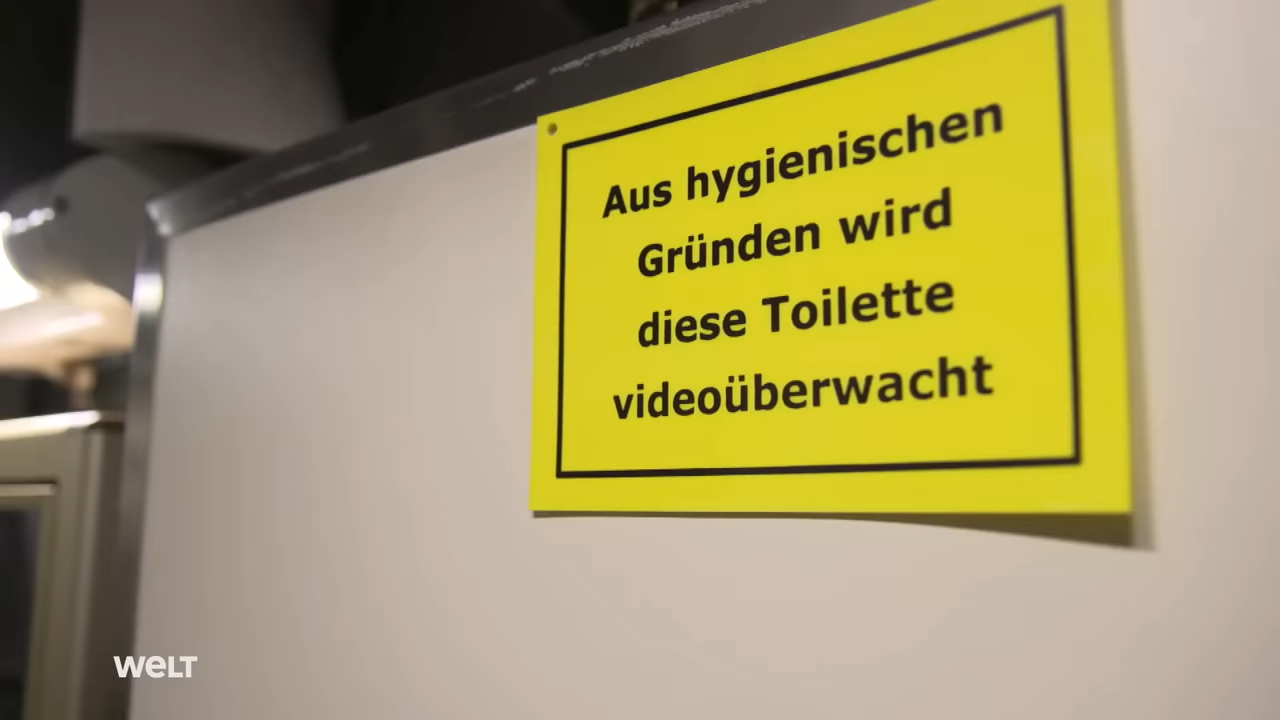 Aus hygienischen
Gründen wird
diese Toilette
videoüberwacht
WELT